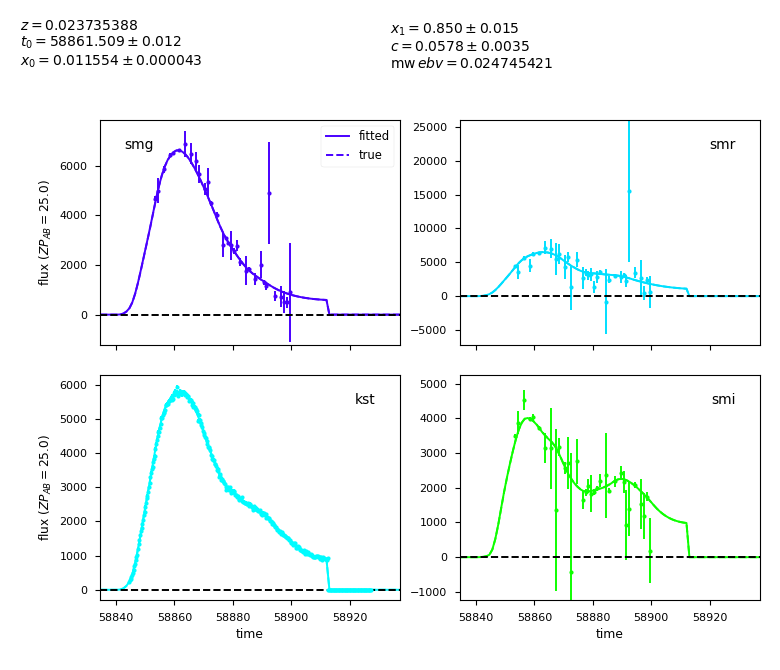 z = 0.023735388
t₀ = 58861.509 ± 0.012
x₀ = 0.011554 ± 0.000043
x₁ = 0.850 ± 0.015
c = 0.0578 ± 0.0035
mw ebv = 0.024745421
smg
fitted
true
flux (ZP_AB = 25.0)
6000
4000
2000
0
smr
25000
20000
15000
10000
5000
0
−5000
kst
flux (ZP_AB = 25.0)
6000
5000
4000
3000
2000
1000
0
58840 58860 58880 58900 58920
time
smi
5000
4000
3000
2000
1000
0
−1000
58840 58860 58880 58900 58920
time